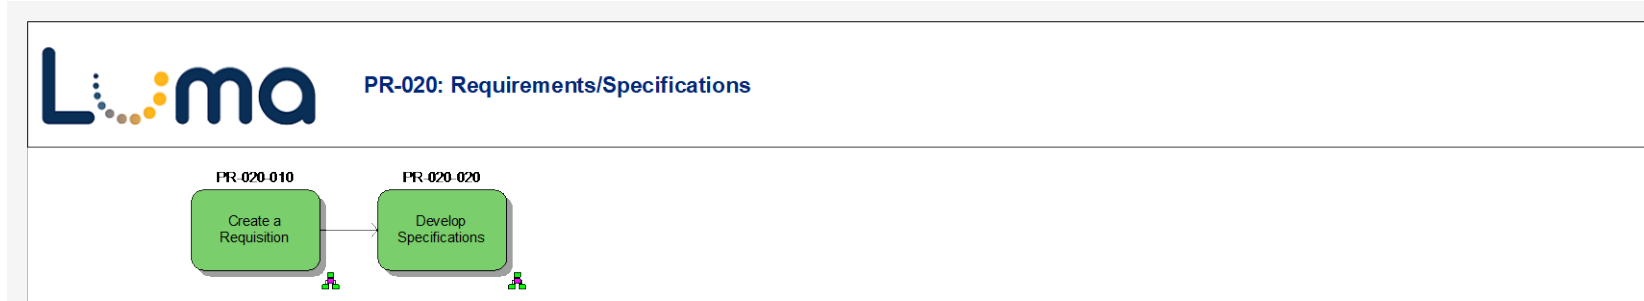 Luma
PR-020: Requirements/Specifications
PR-020-010
PR-020-020
Create a
Requisition
Develop
Specifications